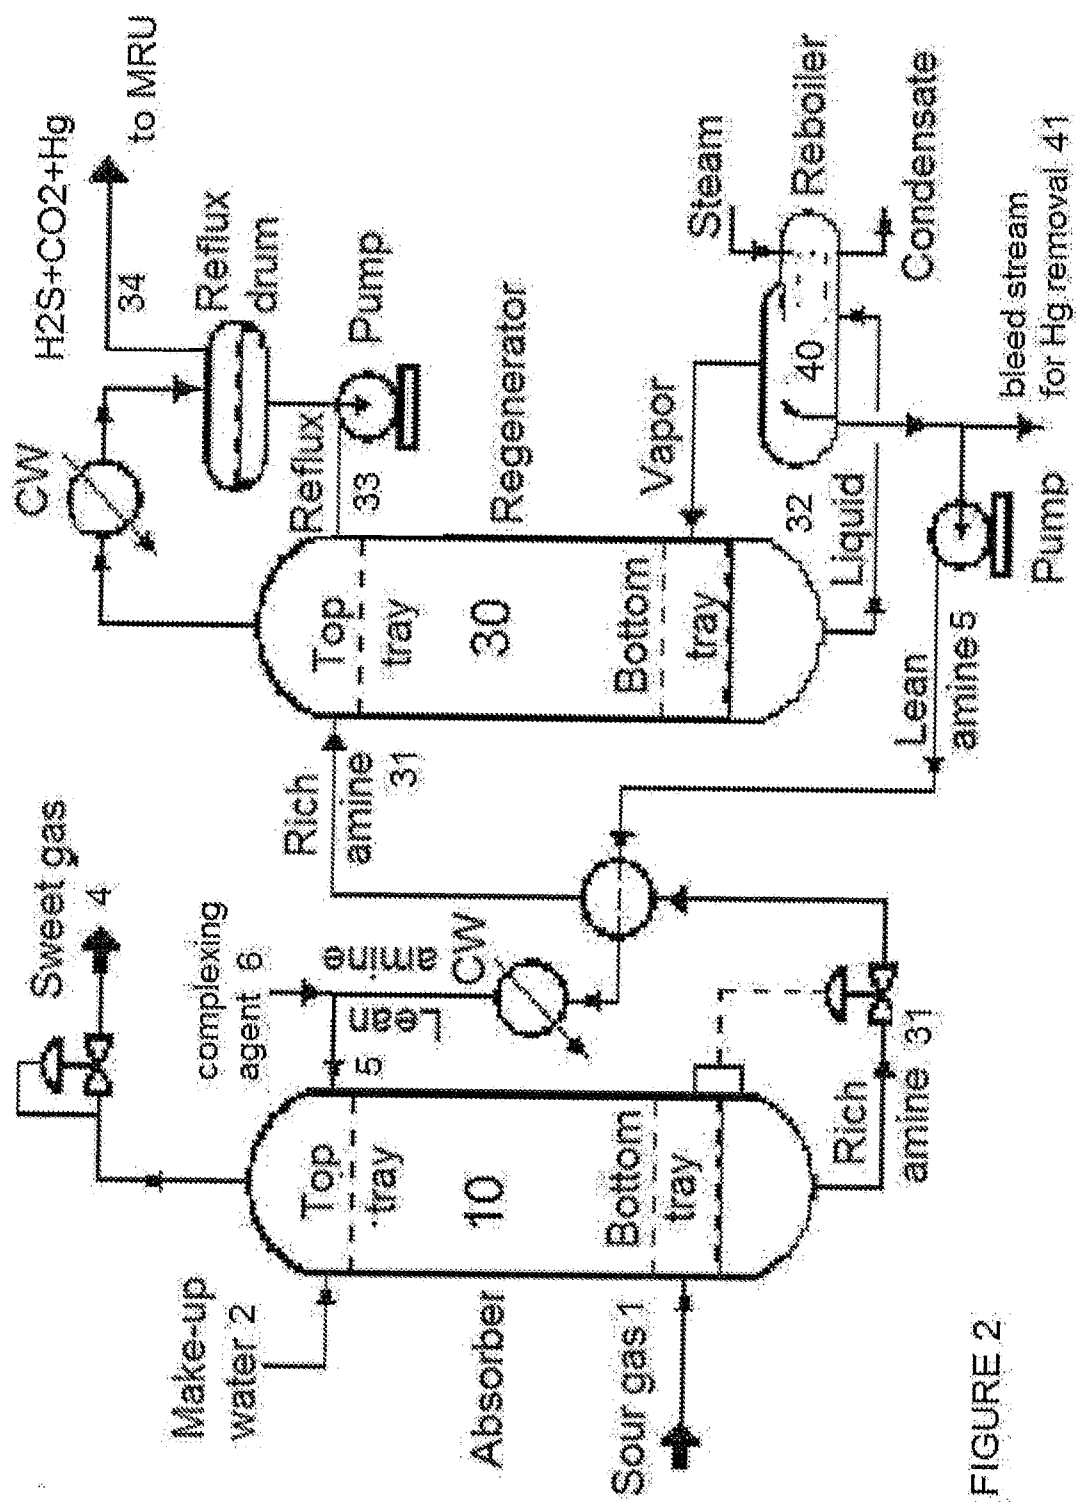 H2S+CO2+Hg
to MRU
34
CW
Reflux
drum
Pump
Reflux
33
Sweet gas
4
complexing
agent 6
Lean
amine
CW
5
Rich
amine
31
Top
tray
30
Bottom
tray
Regenerator
Vapor
Steam
Reboiler
40
Condensate
32
Liquid
bleed stream
for Hg removal 41
Pump
Lean
amine 5
Make-up
water 2
Top
tray
10
Bottom
tray
Absorber
Sour gas 1
Rich
amine 31
FIGURE 2